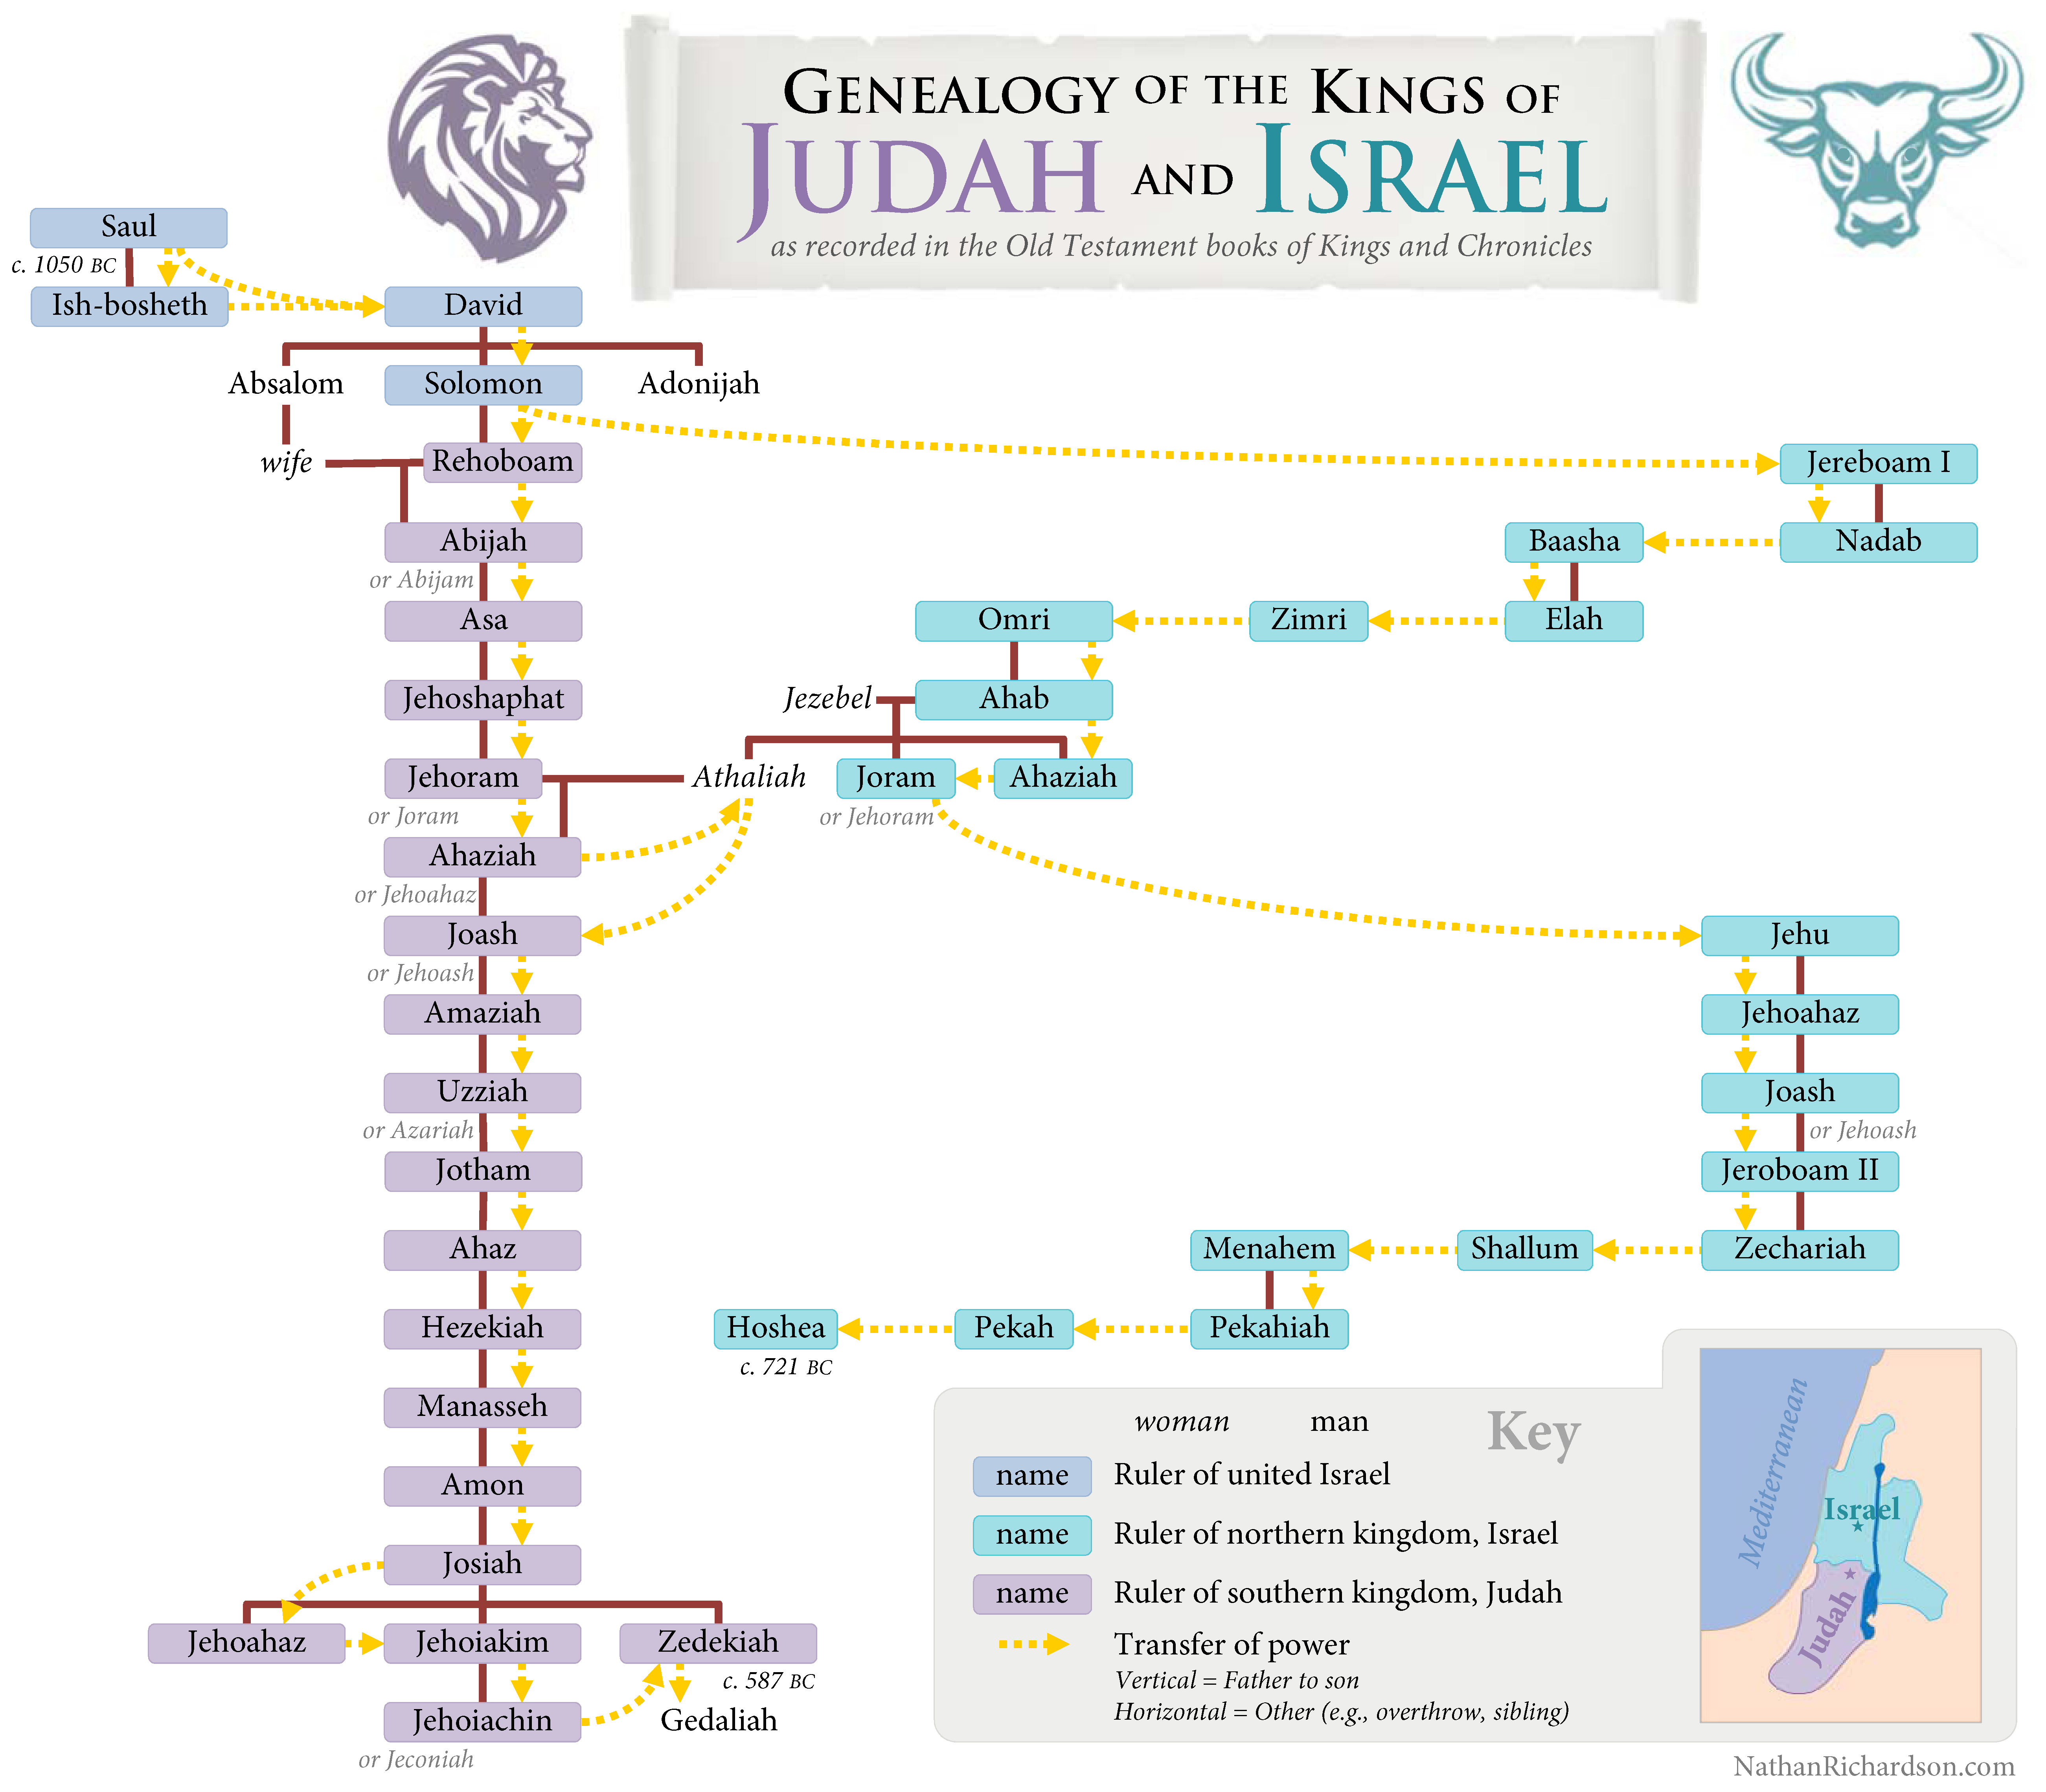 GENEALOGY OF THE KINGS OF
JUDAH AND ISRAEL
as recorded in the Old Testament books of Kings and Chronicles
Saul
c. 1050 BC
Ish-bosheth
David
Absalom
Solomon
Adonijah
wife
Rehoboam
Jereboam I
Abijah
or Abijam
Baasha
Nadab
Asa
Omri
Zimri
Elah
Jehoshaphat
Jezebel
Ahab
Jehoram
or Joram
Athaliah
Joram
or Jehoram
Ahaziah
Ahaziah
or Jehoahaz
Joash
or Jehoash
Jehu
Amaziah
Jehoahaz
Uzziah
or Azariah
Joash
or Jehoash
Jotham
Jeroboam II
Ahaz
Menahem
Shallum
Zechariah
Hezekiah
Hoshea
c. 721 BC
Pekah
Pekahiah
Manasseh
Amon
Josiah
Jehoahaz
Jehoiakim
Zedekiah
c. 587 BC
Jehoiachin
or Jeconiah
Gedaliah
woman man
Key
name Ruler of united Israel
name Ruler of northern kingdom, Israel
name Ruler of southern kingdom, Judah
Transfer of power
Vertical = Father to son
Horizontal = Other (e.g., overthrow, sibling)
Mediterranean
Israel
Judah
NathanRichardson.com